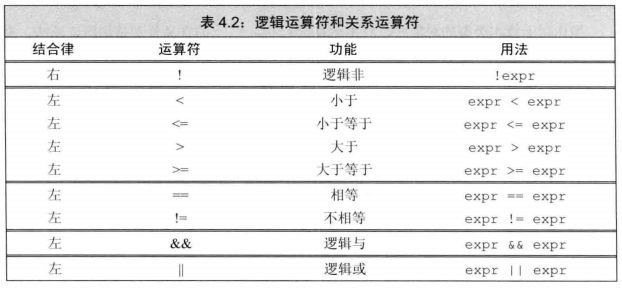 表 4.2：逻辑运算符和关系运算符
结合律 运算符 功能 用法
右 ! 逻辑非 !expr
左 < 小于 expr < expr
左 <= 小于等于 expr <= expr
左 > 大于 expr > expr
左 >= 大于等于 expr >= expr
左 == 相等 expr == expr
左 != 不相等 expr != expr
左 && 逻辑与 expr && expr
左 || 逻辑或 expr || expr